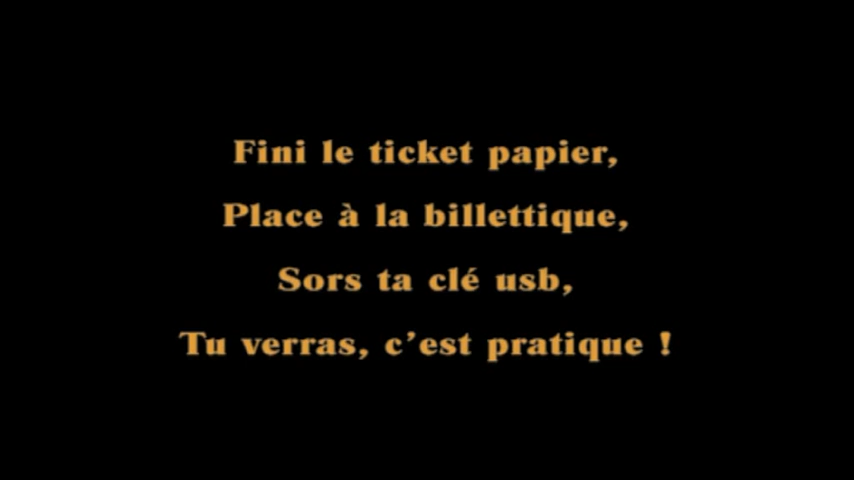 Fini le ticket papier,
Place à la billettique,
Sors ta clé usb,
Tu verras, c’est pratique !